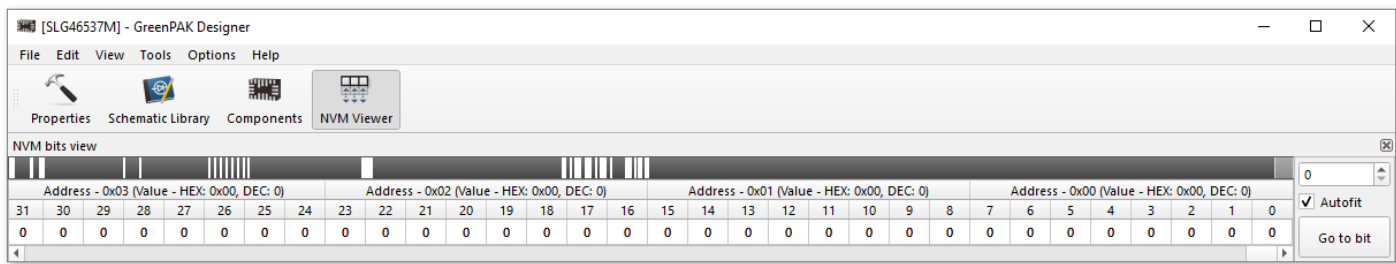 [SLG46537M] - GreenPAK Designer
File Edit View Tools Options Help
Properties Schematic Library Components NVM Viewer
NVM bits view
0
Address - 0x03 (Value - HEX: 0x00, DEC: 0) Address - 0x02 (Value - HEX: 0x00, DEC: 0) Address - 0x01 (Value - HEX: 0x00, DEC: 0) Address - 0x00 (Value - HEX: 0x00, DEC: 0)
Autofit
31 30 29 28 27 26 25 24 23 22 21 20 19 18 17 16 15 14 13 12 11 10 9 8 7 6 5 4 3 2 1 0
0 0 0 0 0 0 0 0 0 0 0 0 0 0 0 0 0 0 0 0 0 0 0 0 0 0 0 0 0 0 0 0
Go to bit